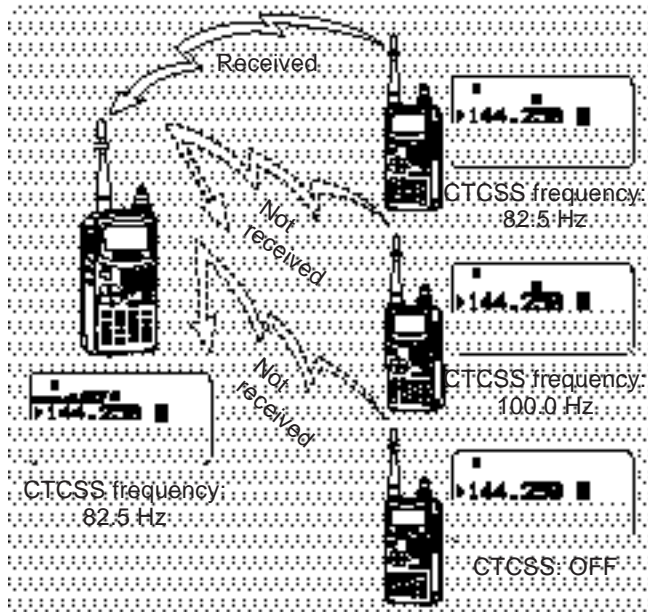 Received
144.250
CTCSS frequency:
82.5 Hz
Not
received
144.250
CTCSS frequency:
100.0 Hz
Not
received
144.250
CTCSS frequency:
82.5 Hz
144.250
CTCSS: OFF